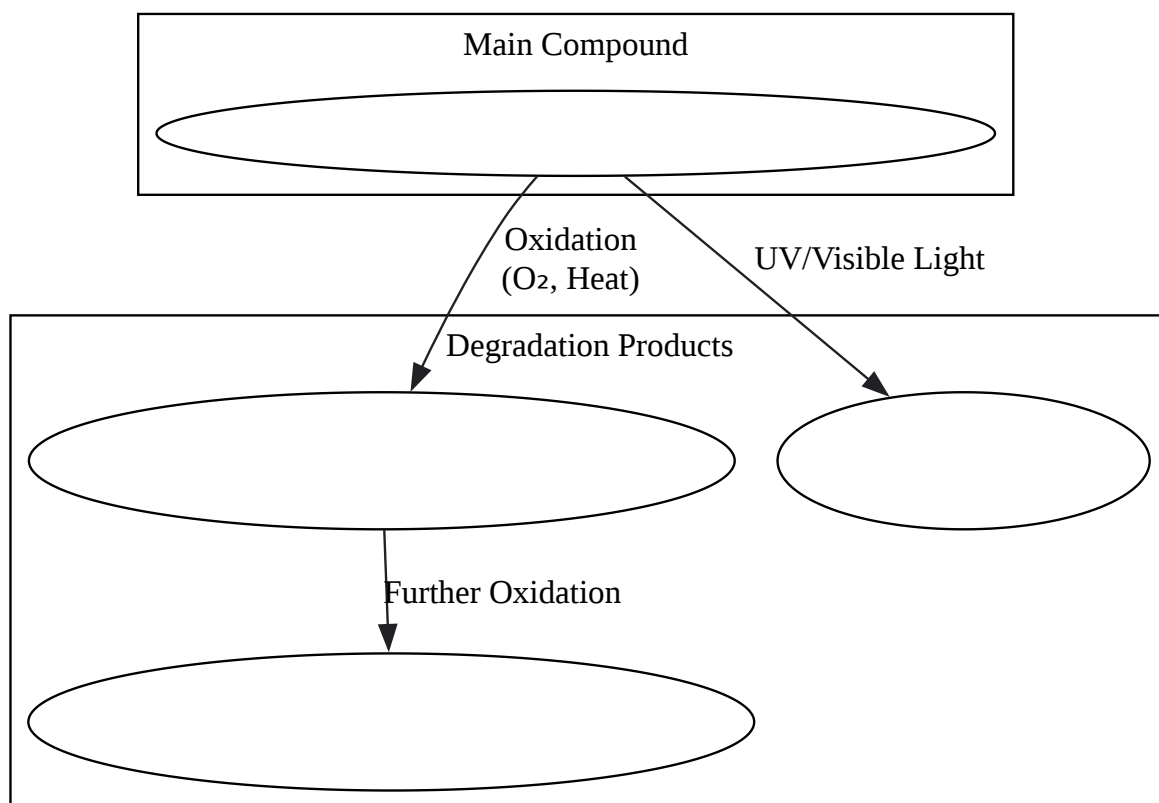 Main Compound
Oxidation
(O₂, Heat)
UV/Visible Light
Degradation Products
Further Oxidation